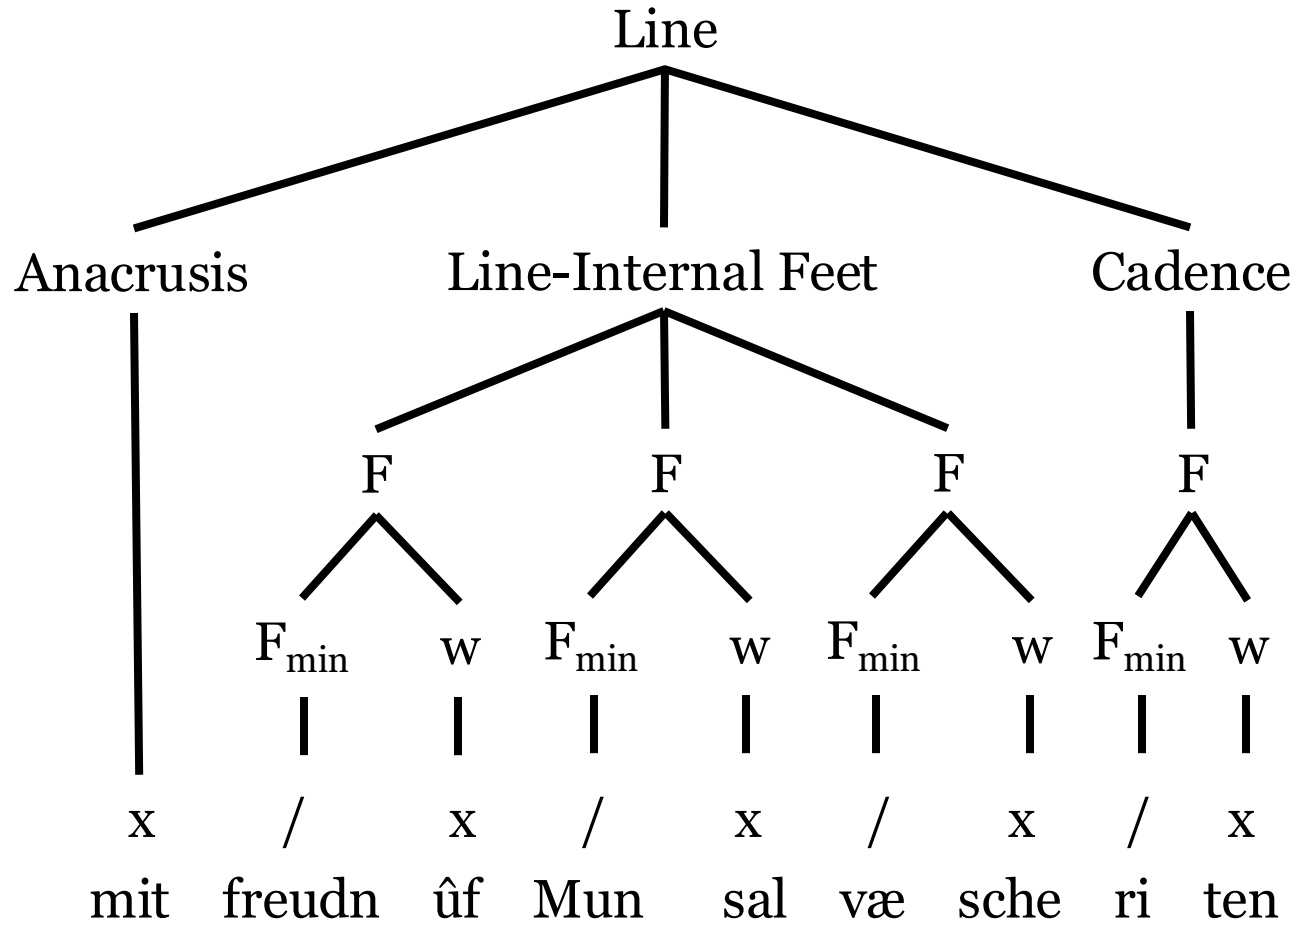 Line
Anacrusis Line-Internal Feet Cadence
F F F F
Fmin w Fmin w Fmin w Fmin w
x / x / x / x / x
mit freudn ûf Mun sal væ sche ri ten